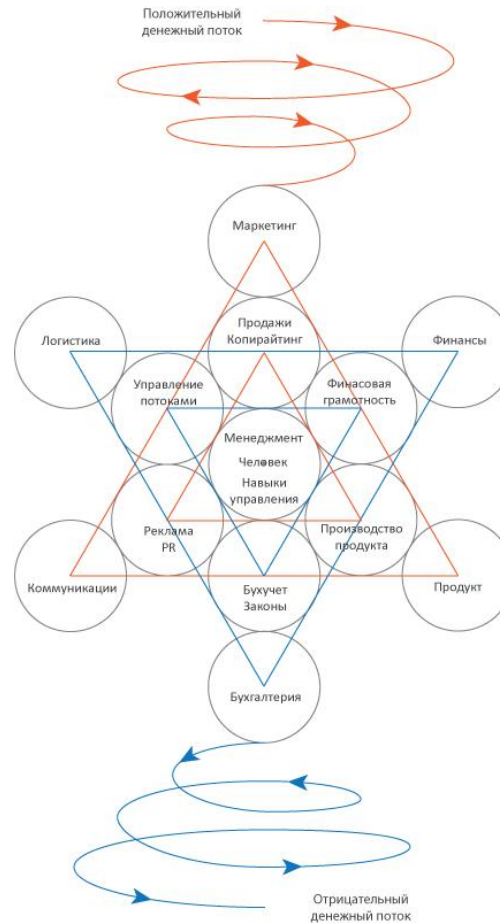 Положительный
денежный поток
Маркетинг
Продажи
Копирайтинг
Логистика
Финансы
Управление
потоками
Финасовая
грамотность
Менеджмент
Человек
Навыки
управления
Реклама
PR
Производство
продукта
Коммуникации
Бухучет
Законы
Продукт
Бухгалтерия
Отрицательный
денежный поток